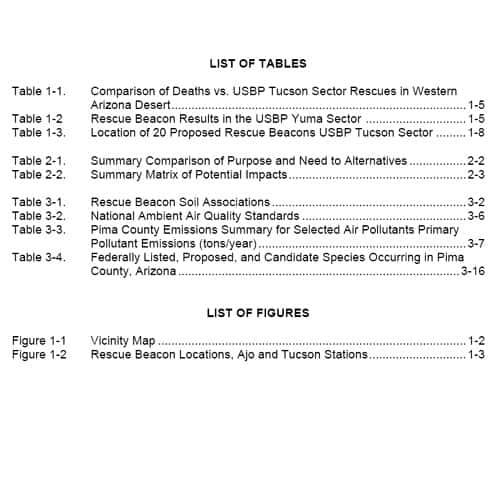 LIST OF TABLES
Table 1-1. Comparison of Deaths vs. USBP Tucson Sector Rescues in Western
Arizona Desert 1-5
Table 1-2 Rescue Beacon Results in the USBP Yuma Sector 1-5
Table 1-3. Location of 20 Proposed Rescue Beacons USBP Tucson Sector 1-8
Table 2-1. Summary Comparison of Purpose and Need to Alternatives 2-2
Table 2-2. Summary Matrix of Potential Impacts 2-3
Table 3-1. Rescue Beacon Soil Associations 3-2
Table 3-2. National Ambient Air Quality Standards 3-6
Table 3-3. Pima County Emissions Summary for Selected Air Pollutants Primary
Pollutant Emissions (tons/year) 3-7
Table 3-4. Federally Listed, Proposed, and Candidate Species Occurring in Pima
County, Arizona 3-16
LIST OF FIGURES
Figure 1-1 Vicinity Map 1-2
Figure 1-2 Rescue Beacon Locations, Ajo and Tucson Stations 1-3